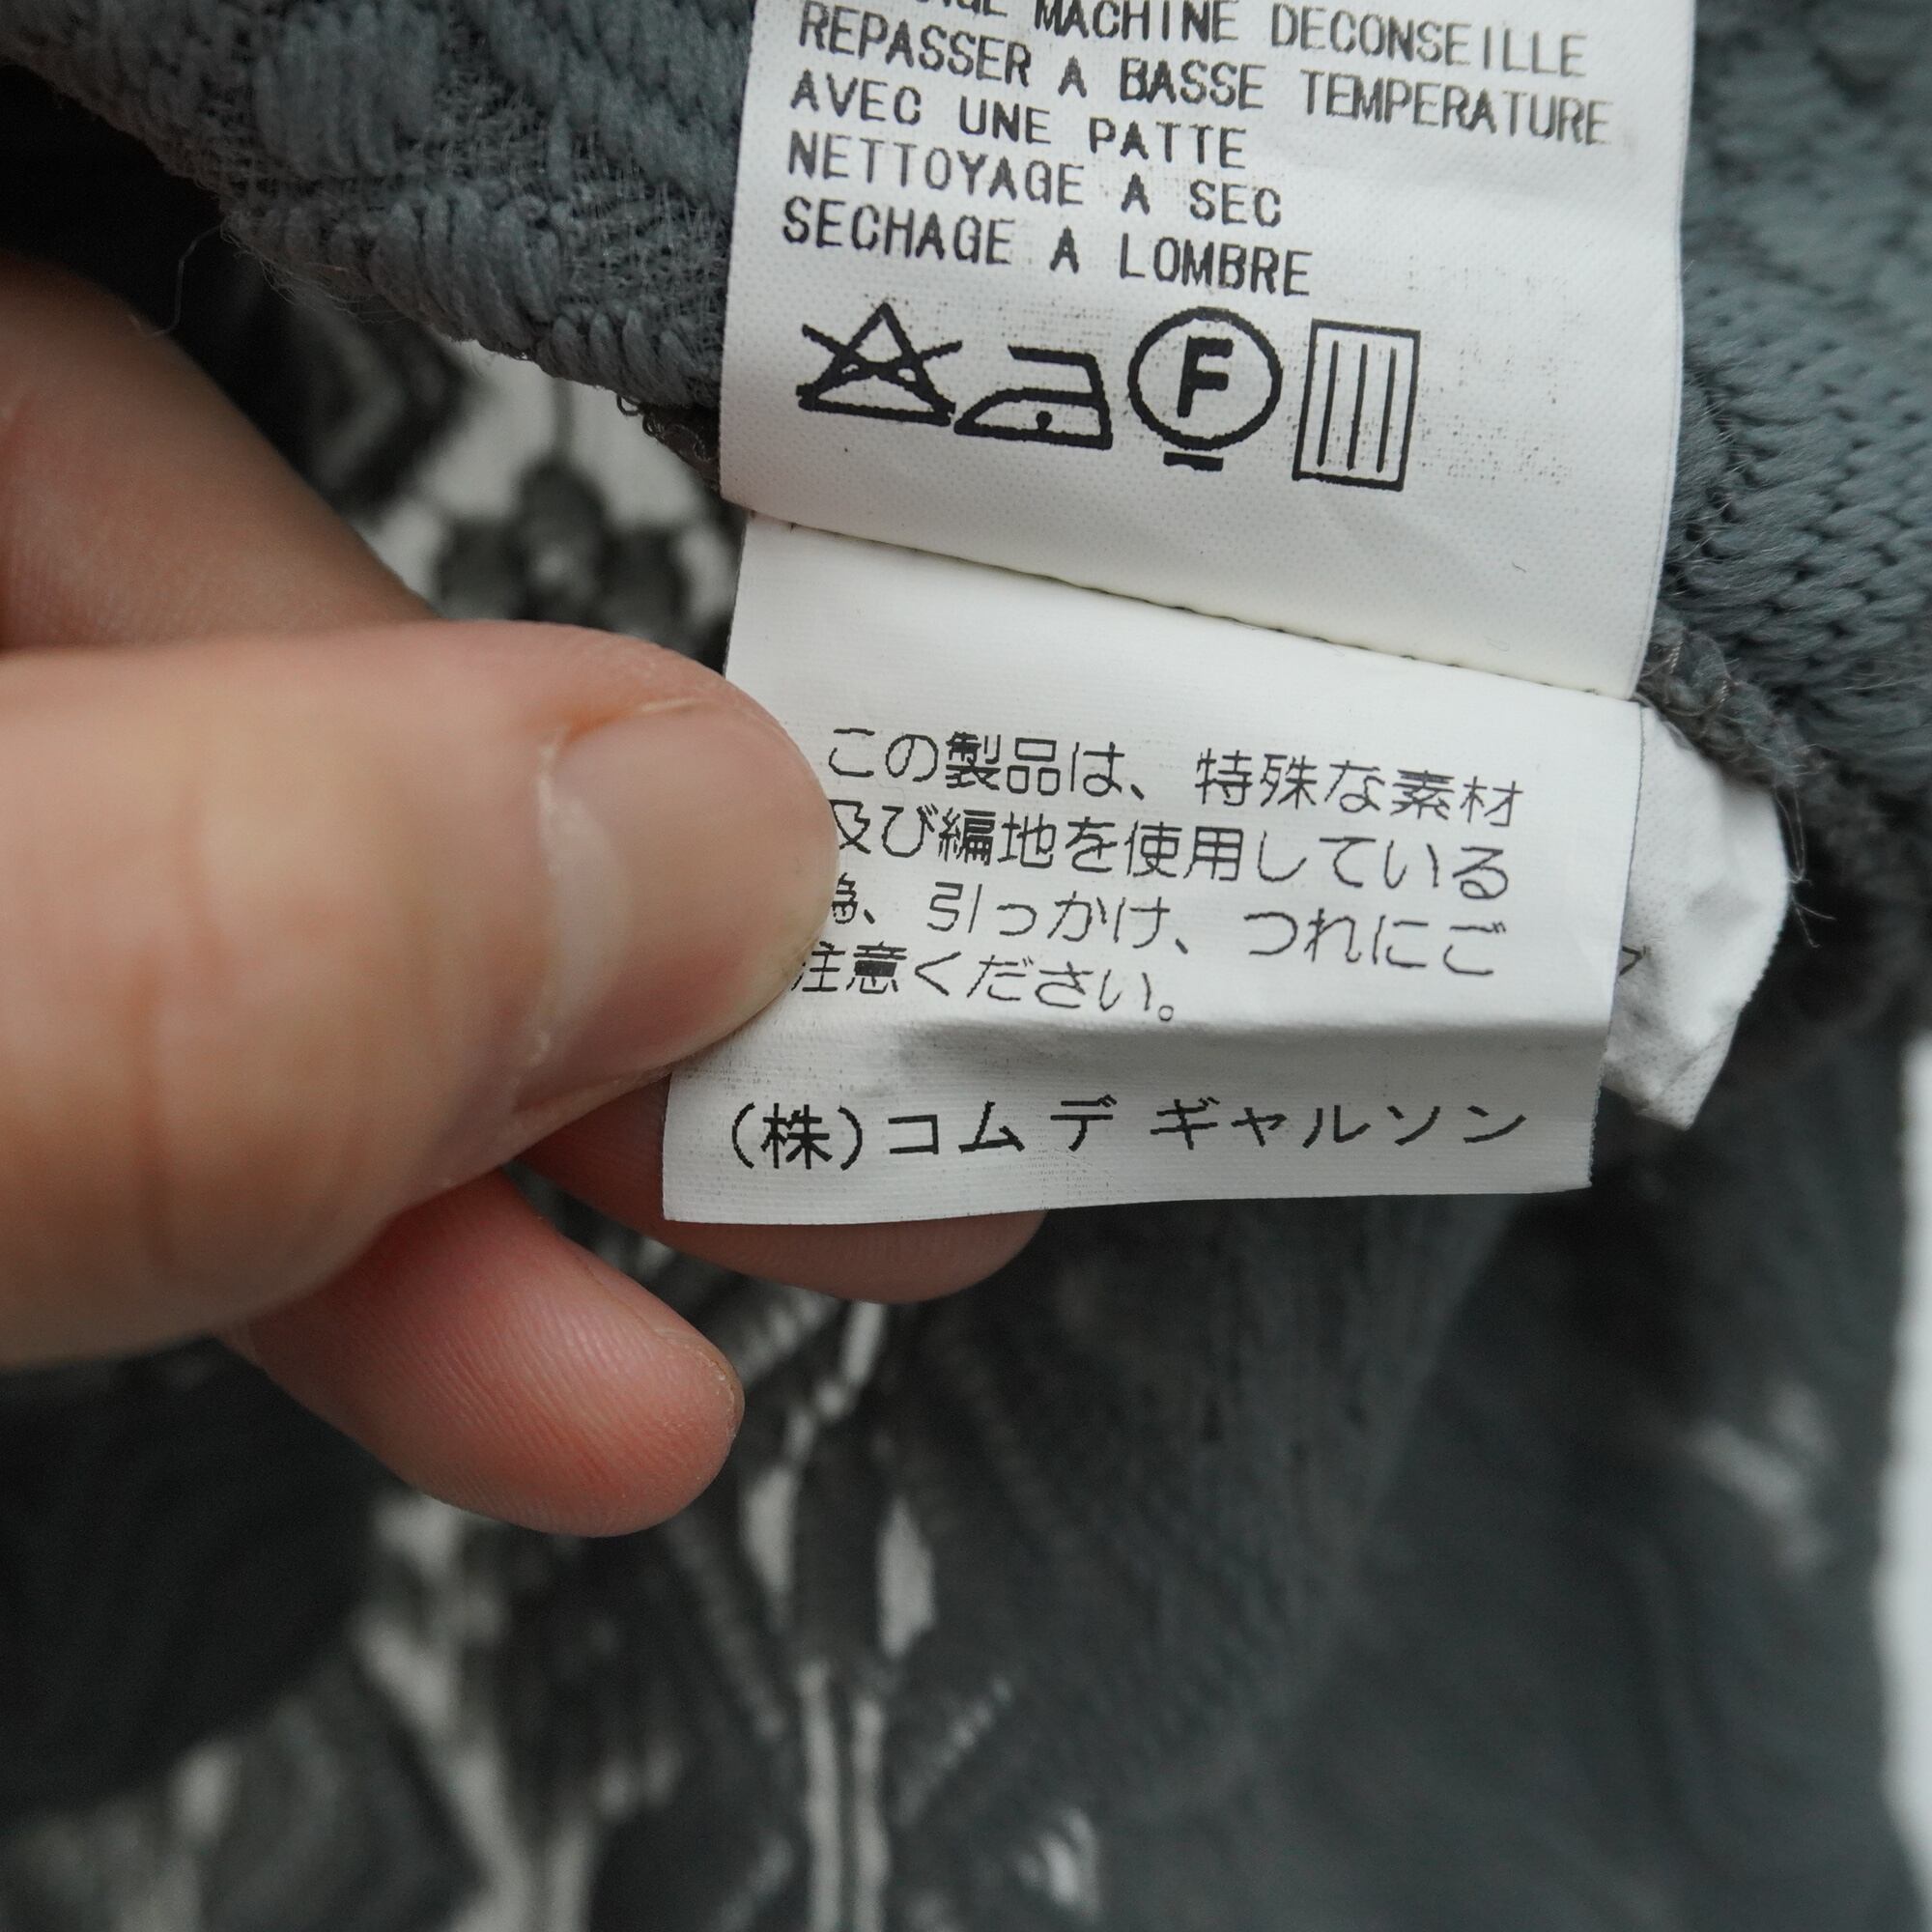 MACHINE DECONSEILLE
REPASSER A BASSE TEMPERATURE
AVEC UNE PATTE
NETTOYAGE A SEC
SECHAGE A LOMBRE
F
この製品は、特殊な素材
及び編地を使用している
為、引っかけ、つれにご
注意ください。
(株)コム デ ギャルソン